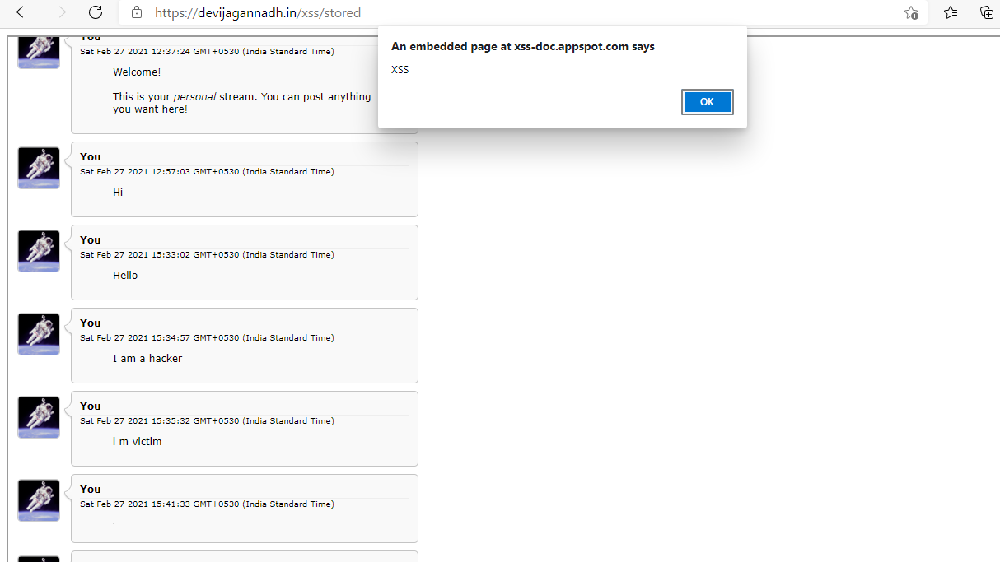 https://devijagannadh.in/xss/stored
An embedded page at xss-doc.appspot.com says
XSS
OK
You
Sat Feb 27 2021 12:37:24 GMT+0530 (India Standard Time)
Welcome!
This is your personal stream. You can post anything
you want here!
You
Sat Feb 27 2021 12:57:03 GMT+0530 (India Standard Time)
Hi
You
Sat Feb 27 2021 15:33:02 GMT+0530 (India Standard Time)
Hello
You
Sat Feb 27 2021 15:34:57 GMT+0530 (India Standard Time)
I am a hacker
You
Sat Feb 27 2021 15:35:32 GMT+0530 (India Standard Time)
i m victim
You
Sat Feb 27 2021 15:41:33 GMT+0530 (India Standard Time)
.